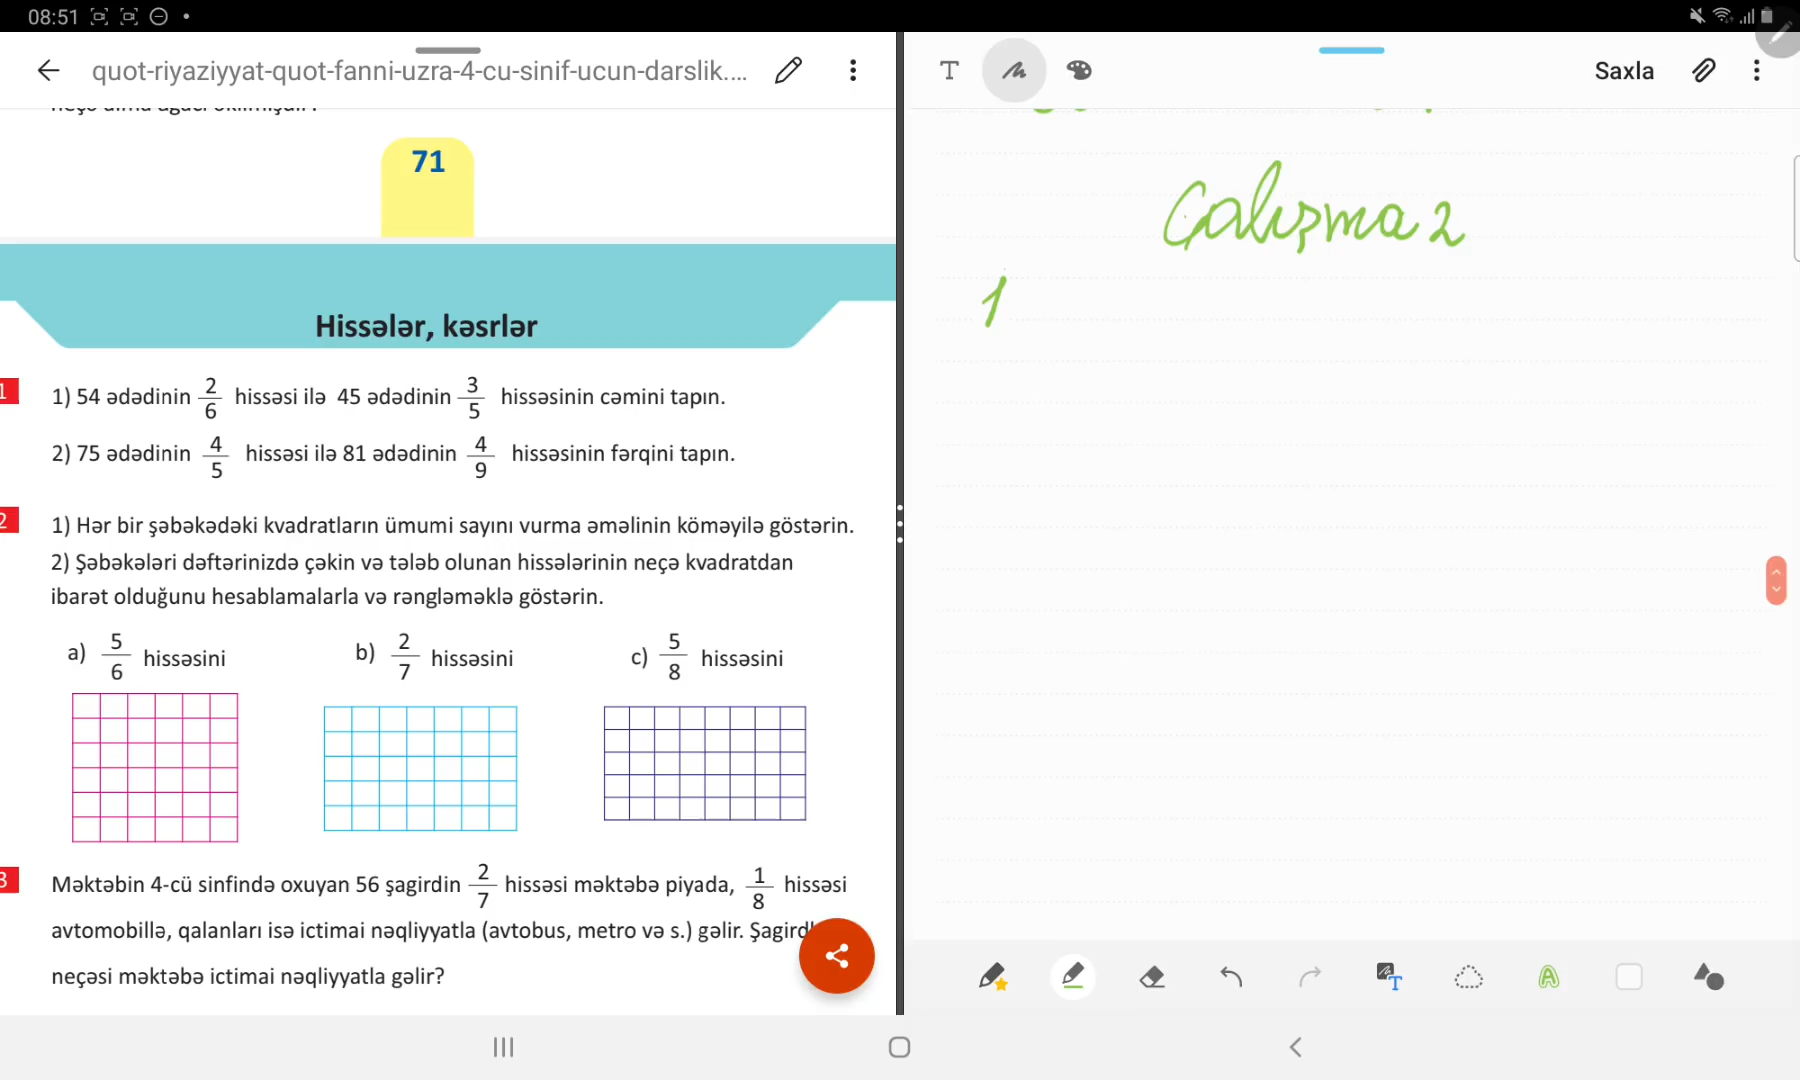 08:51
quot-riyaziyyat-quot-fanni-uzra-4-cu-sinif-ucun-darslik....
Saxla
71
Hissələr, kəsrlər
1
1) 54 ədədinin 2/6 hissəsi ilə 45 ədədinin 3/5 hissəsinin cəmini tapın.
2) 75 ədədinin 4/5 hissəsi ilə 81 ədədinin 4/9 hissəsinin fərqini tapın.
2
1) Hər bir şəbəkədəki kvadratların ümumi sayını vurma əməlinin köməyilə göstərin.
2) Şəbəkələri dəftərinizdə çəkin və tələb olunan hissələrinin neçə kvadratdan
ibarət olduğunu hesablamalarla və rəngləməklə göstərin.
a) 5/6 hissəsini
b) 2/7 hissəsini
c) 5/8 hissəsini
3
Məktəbin 4-cü sinfində oxuyan 56 şagirdin 2/7 hissəsi məktəbə piyada, 1/8 hissəsi
avtomobillə, qalanları isə ictimai nəqliyyatla (avtobus, metro və s.) gəlir.
neçəsi məktəbə ictimai nəqliyyatla gəlir?
Çalışma 2
1